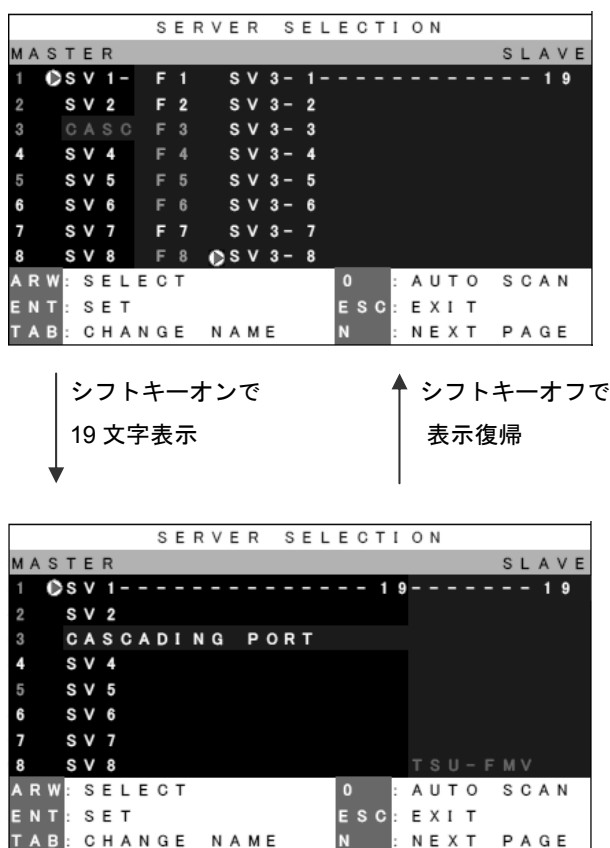 SERVER SELECTION
MASTER SLAVE
1 SV1- F1 SV3-1------------19
2 SV2 F2 SV3-2
3 CASC F3 SV3-3
4 SV4 F4 SV3-4
5 SV5 F5 SV3-5
6 SV6 F6 SV3-6
7 SV7 F7 SV3-7
8 SV8 F8 SV3-8
ARW: SELECT 0 : AUTO SCAN
ENT: SET ESC: EXIT
TAB: CHANGE NAME N : NEXT PAGE
シフトキーオンで シフトキーオフで
19 文字表示 表示復帰
SERVER SELECTION
MASTER SLAVE
1 SV1--------------19-------19
2 SV2
3 CASCADING PORT
4 SV4
5 SV5
6 SV6
7 SV7
8 SV8 TSU-FMV
ARW: SELECT 0 : AUTO SCAN
ENT: SET ESC: EXIT
TAB: CHANGE NAME N : NEXT PAGE